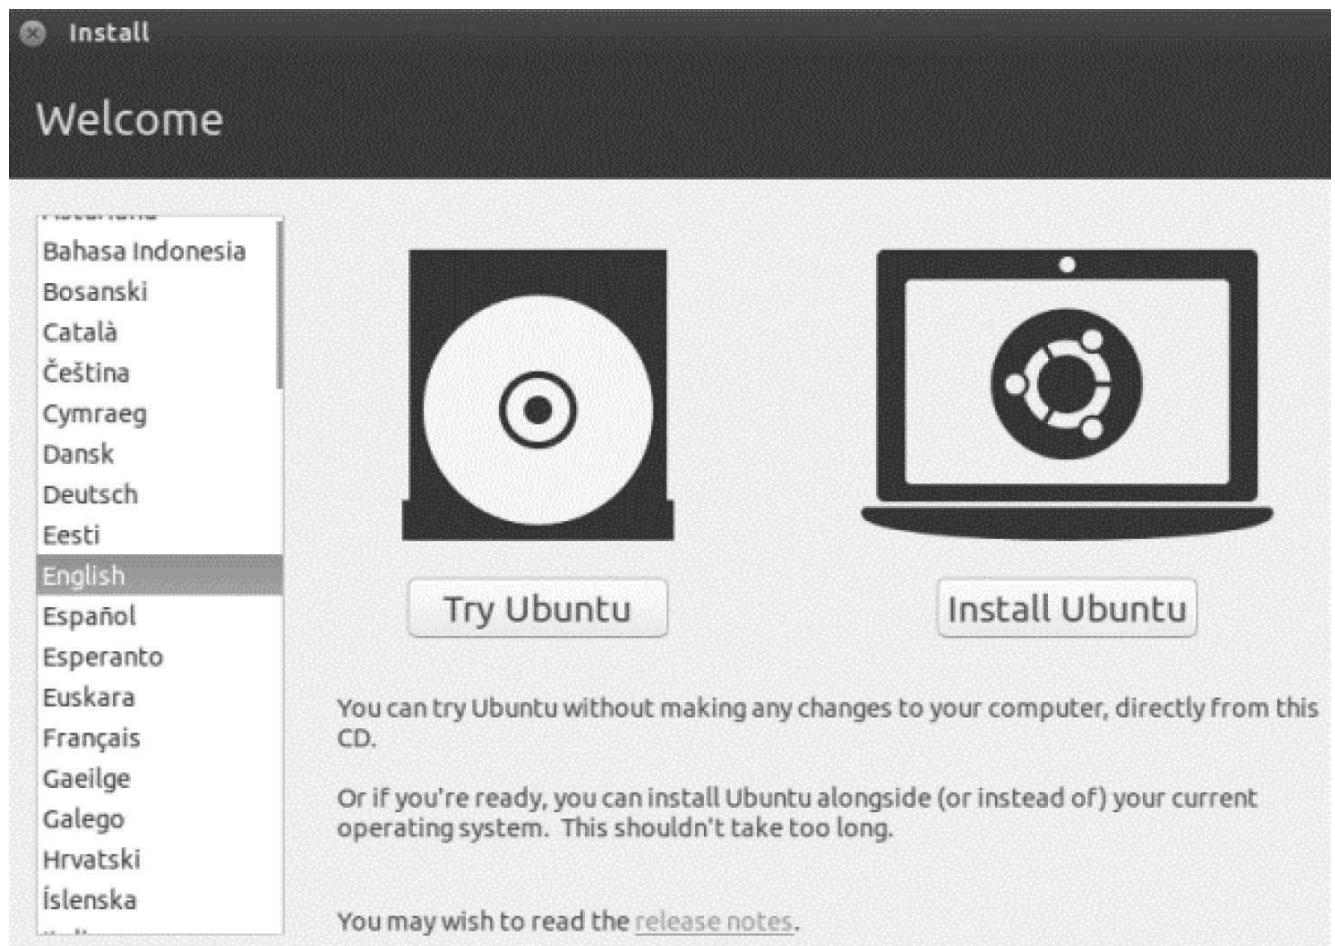 Install
Welcome
Bahasa Indonesia
Bosanski
Català
Čeština
Cymraeg
Dansk
Deutsch
Eesti
English
Español
Esperanto
Euskara
Français
Gaeilge
Galego
Hrvatski
Íslenska
Try Ubuntu
Install Ubuntu
You can try Ubuntu without making any changes to your computer, directly from this
CD.
Or if you're ready, you can install Ubuntu alongside (or instead of) your current
operating system.  This shouldn't take too long.
You may wish to read the release notes.